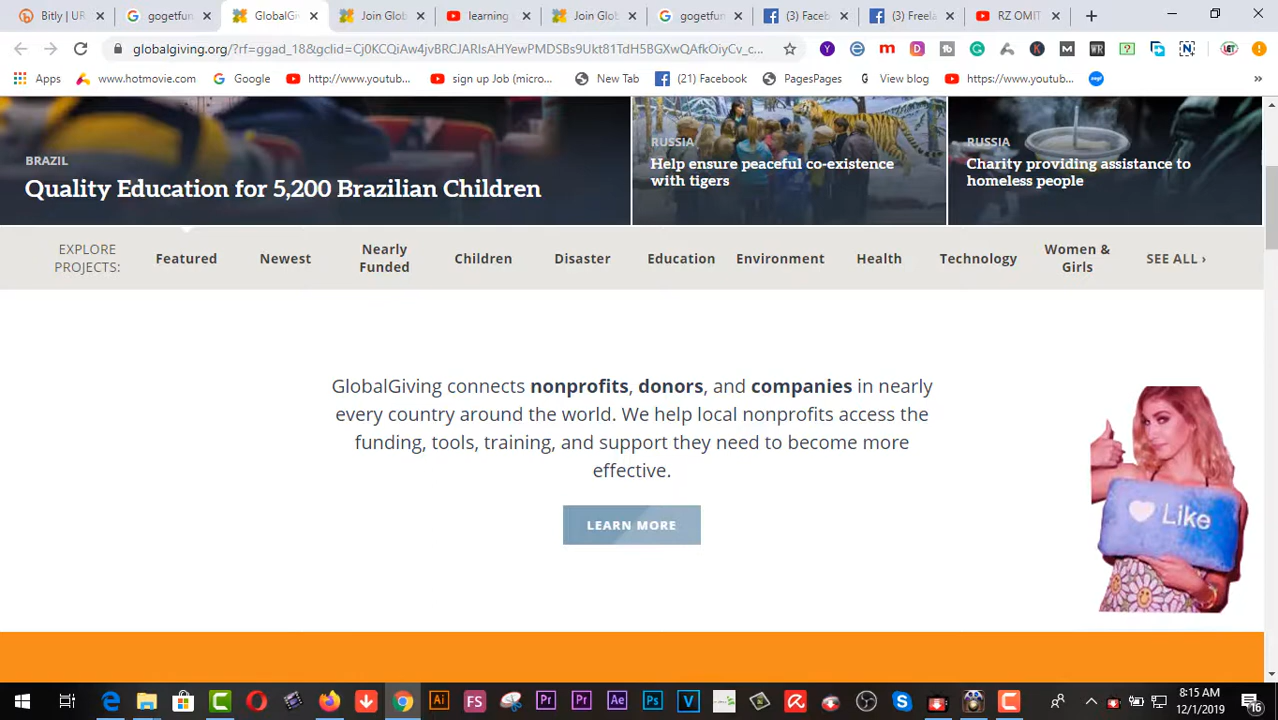 Bitly | UR
gogetfun
GlobalGi
Join Glob
learning
Join Glob
gogetfun
(3) Faceb
(3) Freela
RZ OMIT
globalgiving.org/?rf=ggad_18&gclid=Cj0KCQiAw4jvBRCJARIsAHYewPMDSBs9Ukt81TdH5BGXwQAfkOiyCv_c...
Apps
www.hotmovie.com
Google
http://www.youtub...
sign up Job (micro...
New Tab
(21) Facebook
PagesPages
View blog
https://www.youtub...
»
BRAZIL
Quality Education for 5,200 Brazilian Children
RUSSIA
Help ensure peaceful co-existence
with tigers
RUSSIA
Charity providing assistance to
homeless people
EXPLORE
PROJECTS:
Featured
Newest
Nearly
Funded
Children
Disaster
Education
Environment
Health
Technology
Women &
Girls
SEE ALL ›
GlobalGiving connects nonprofits, donors, and companies in nearly
every country around the world. We help local nonprofits access the
funding, tools, training, and support they need to become more
effective.
LEARN MORE
Like
8:15 AM
12/1/2019
16